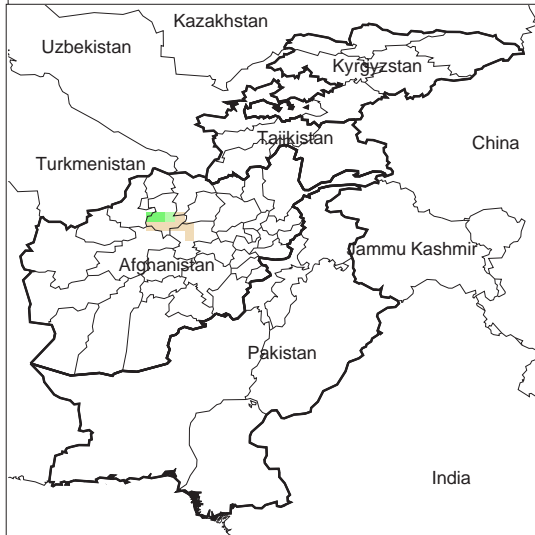 Kazakhstan
Uzbekistan
Kyrgyzstan
Tajikistan
China
Turkmenistan
Jammu Kashmir
Afghanistan
Pakistan
India